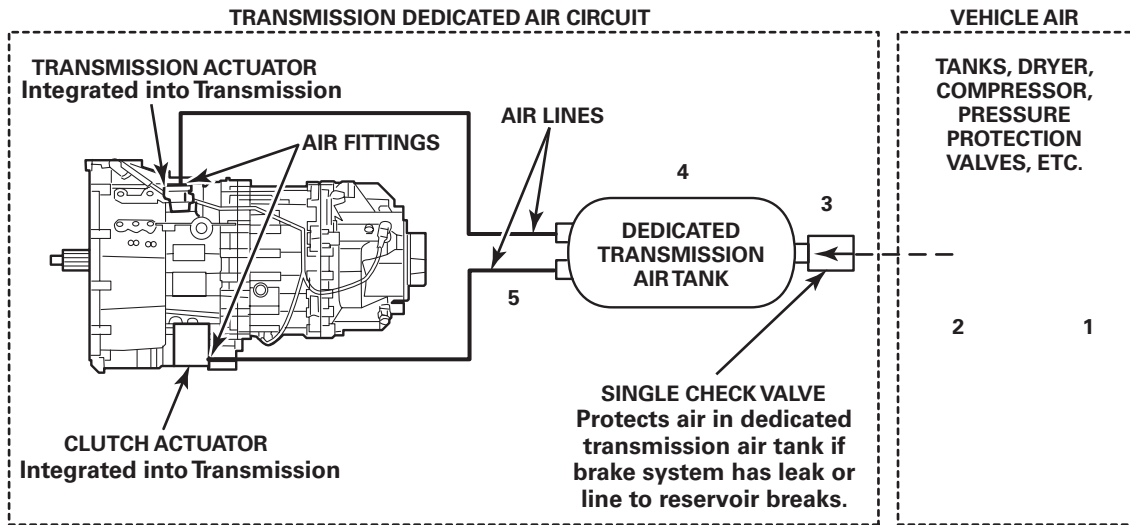 TRANSMISSION DEDICATED AIR CIRCUIT
VEHICLE AIR
TRANSMISSION ACTUATOR
Integrated into Transmission
AIR FITTINGS
AIR LINES
TANKS, DRYER,
COMPRESSOR,
PRESSURE
PROTECTION
VALVES, ETC.
4
3
DEDICATED
TRANSMISSION
AIR TANK
5
2
1
SINGLE CHECK VALVE
Protects air in dedicated
transmission air tank if
brake system has leak or
line to reservoir breaks.
CLUTCH ACTUATOR
Integrated into Transmission